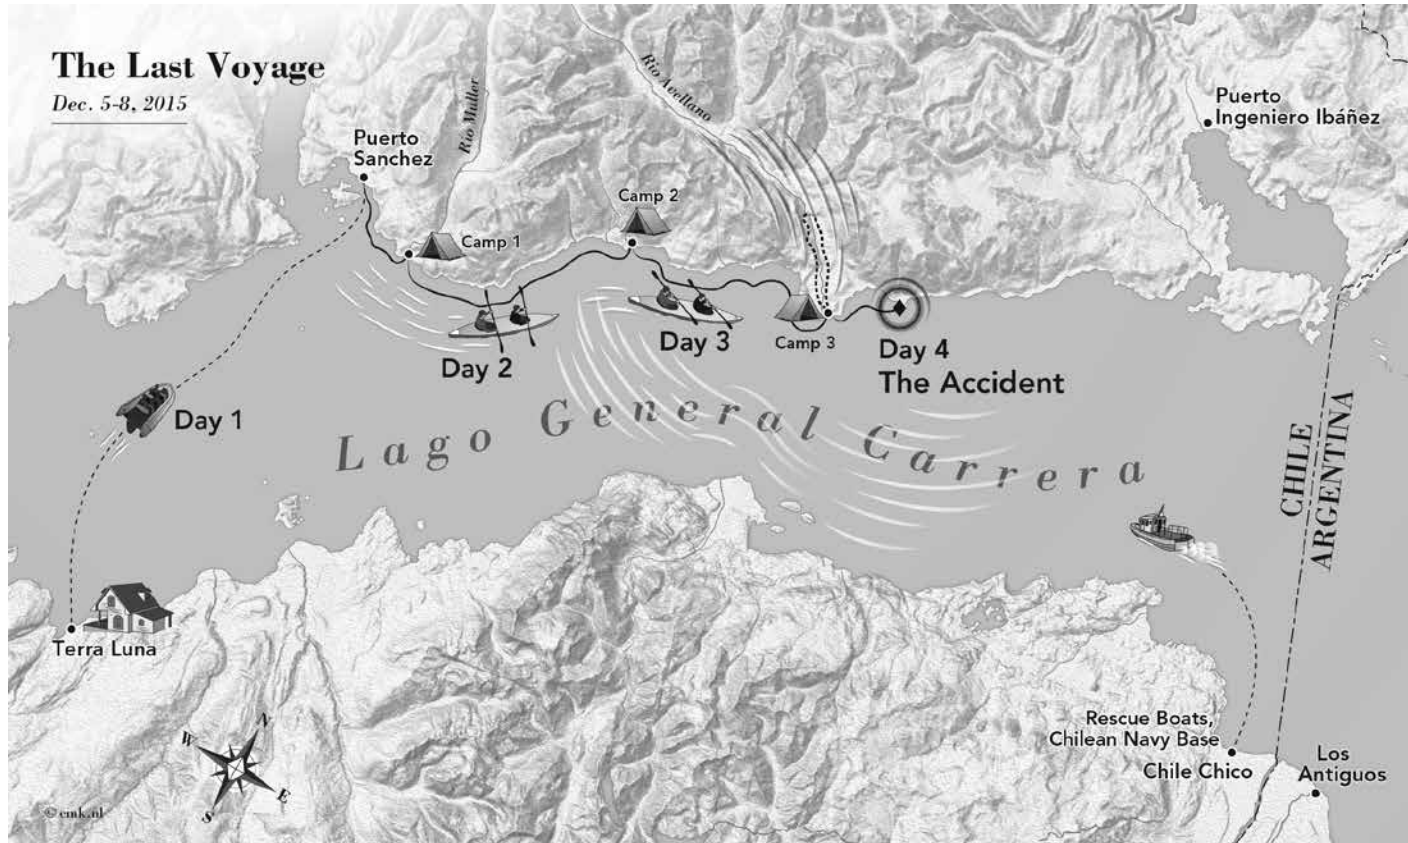 The Last Voyage
Dec. 5-8, 2015
Puerto
Sanchez
Río Muller
Río Avellano
Puerto
Ingeniero Ibáñez
Camp 1
Camp 2
Day 2
Day 3
Camp 3
Day 4
The Accident
Day 1
Lago General Carrera
CHILE
ARGENTINA
Terra Luna
Rescue Boats,
Chilean Navy Base
Chile Chico
Los
Antiguos
N
W
E
S
© emk.nl